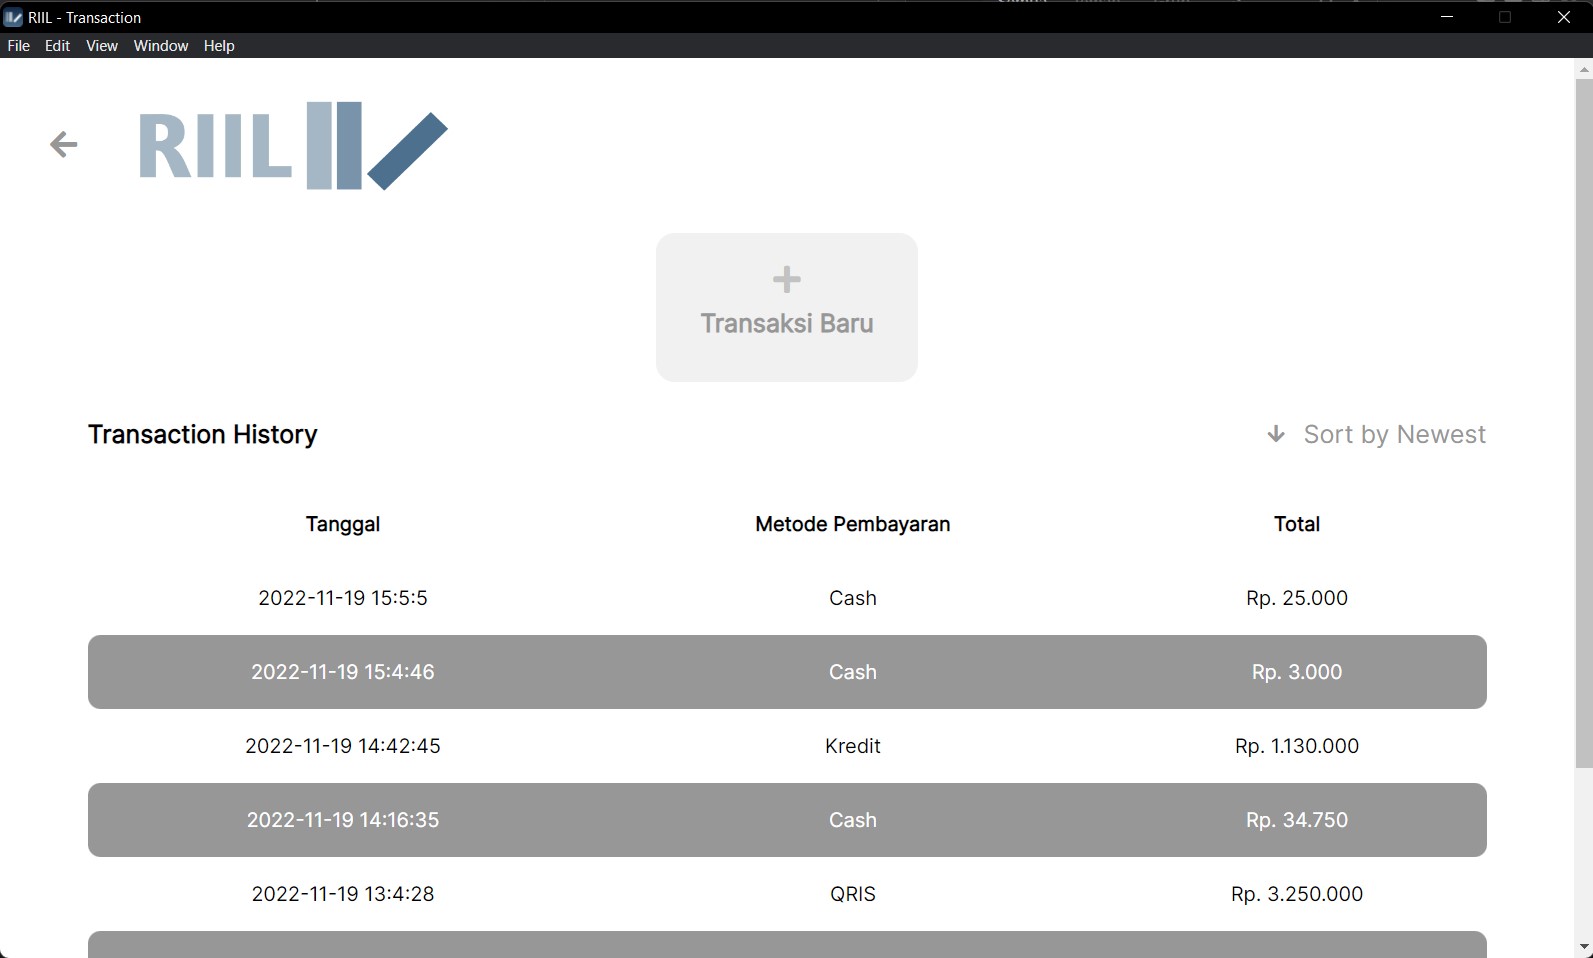 RIIL - Transaction
File Edit View Window Help
RIIL
Transaksi Baru
Transaction History
Sort by Newest
Tanggal Metode Pembayaran Total
2022-11-19 15:5:5 Cash Rp. 25.000
2022-11-19 15:4:46 Cash Rp. 3.000
2022-11-19 14:42:45 Kredit Rp. 1.130.000
2022-11-19 14:16:35 Cash Rp. 34.750
2022-11-19 13:4:28 QRIS Rp. 3.250.000